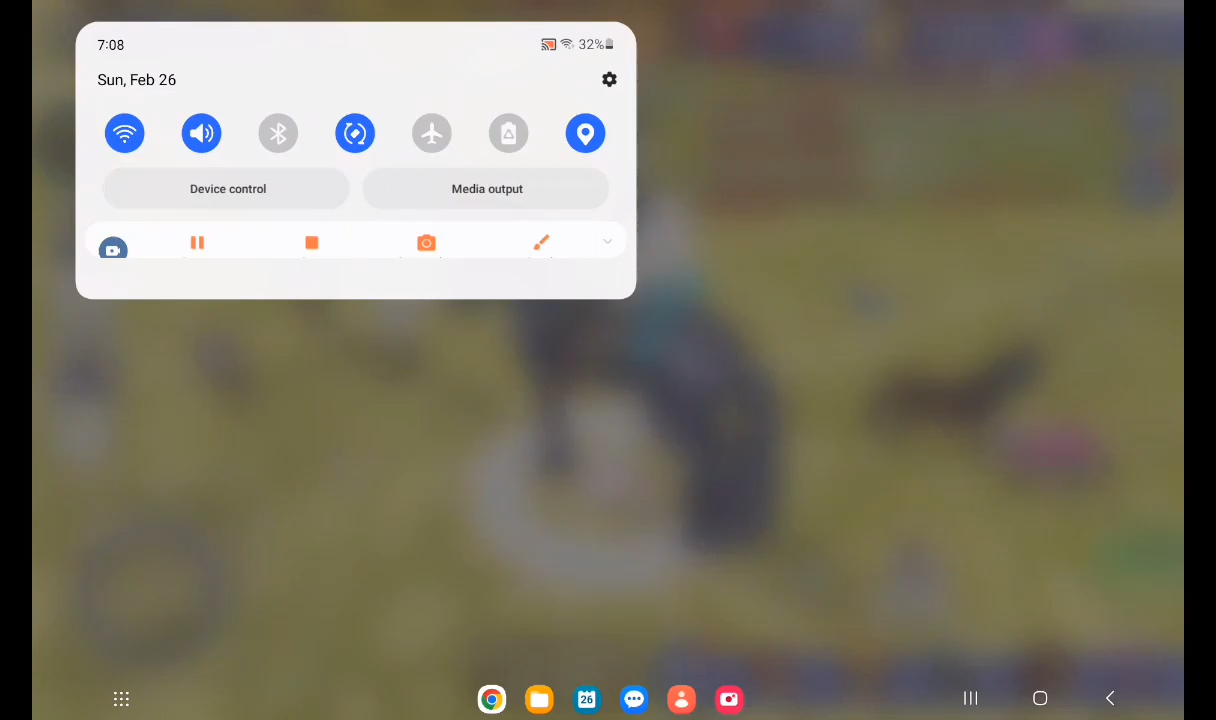 7:08
32%
Sun, Feb 26
Device control
Media output
26